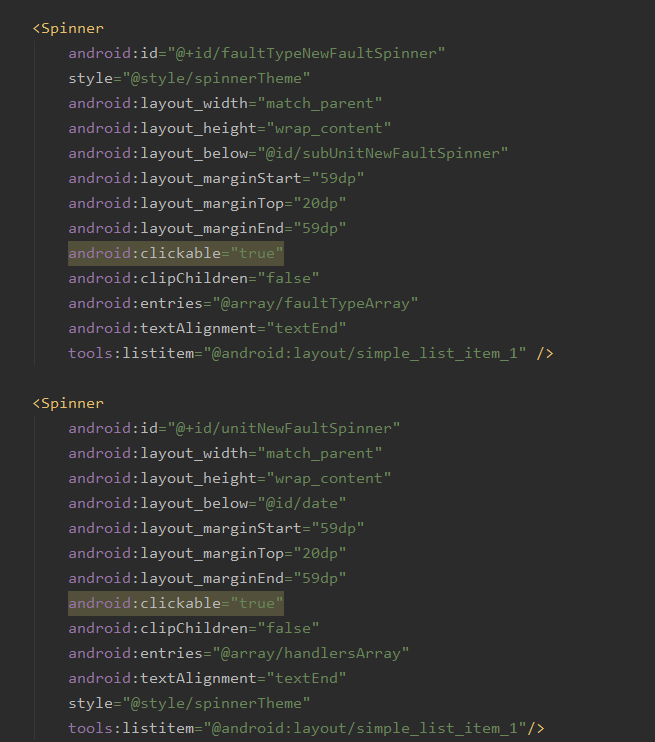 <Spinner
android:id="@+id/faultTypeNewFaultSpinner"
style="@style/spinnerTheme"
android:layout_width="match_parent"
android:layout_height="wrap_content"
android:layout_below="@id/subUnitNewFaultSpinner"
android:layout_marginStart="59dp"
android:layout_marginTop="20dp"
android:layout_marginEnd="59dp"
android:clickable="true"
android:clipChildren="false"
android:entries="@array/faultTypeArray"
android:textAlignment="textEnd"
tools:listitem="@android:layout/simple_list_item_1" />
<Spinner
android:id="@+id/unitNewFaultSpinner"
android:layout_width="match_parent"
android:layout_height="wrap_content"
android:layout_below="@id/date"
android:layout_marginStart="59dp"
android:layout_marginTop="20dp"
android:layout_marginEnd="59dp"
android:clickable="true"
android:clipChildren="false"
android:entries="@array/handlersArray"
android:textAlignment="textEnd"
style="@style/spinnerTheme"
tools:listitem="@android:layout/simple_list_item_1"/>